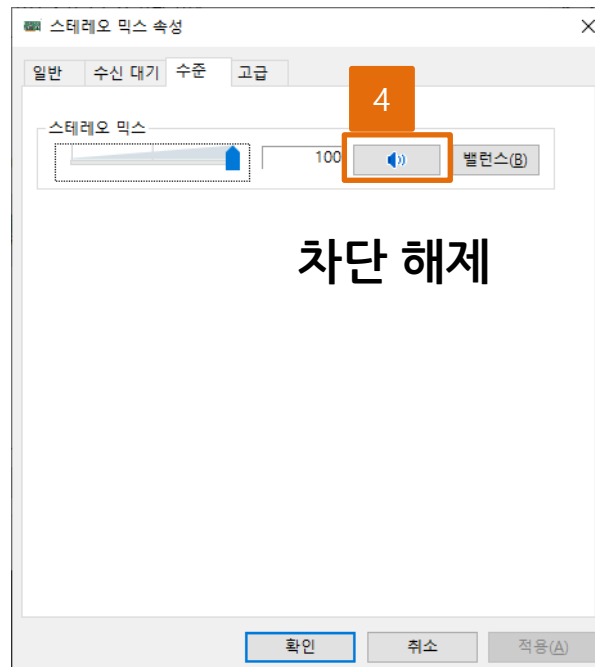 스테레오 믹스 속성
일반 수신 대기 수준 고급
4
스테레오 믹스
100 밸런스(B)
차단 해제
확인 취소 적용(A)